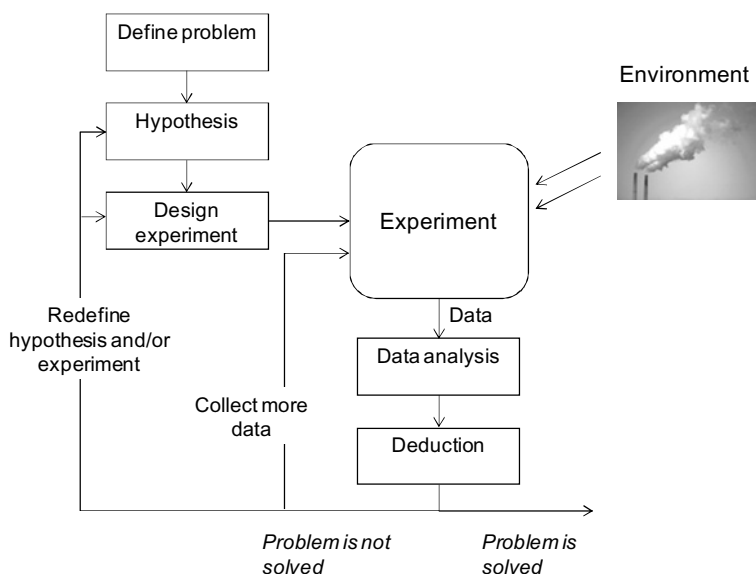 Define problem
Environment
Hypothesis
Design
experiment
Experiment
Redefine
hypothesis and/or
experiment
Data
Data analysis
Collect more
data
Deduction
Problem is not
solved
Problem is
solved